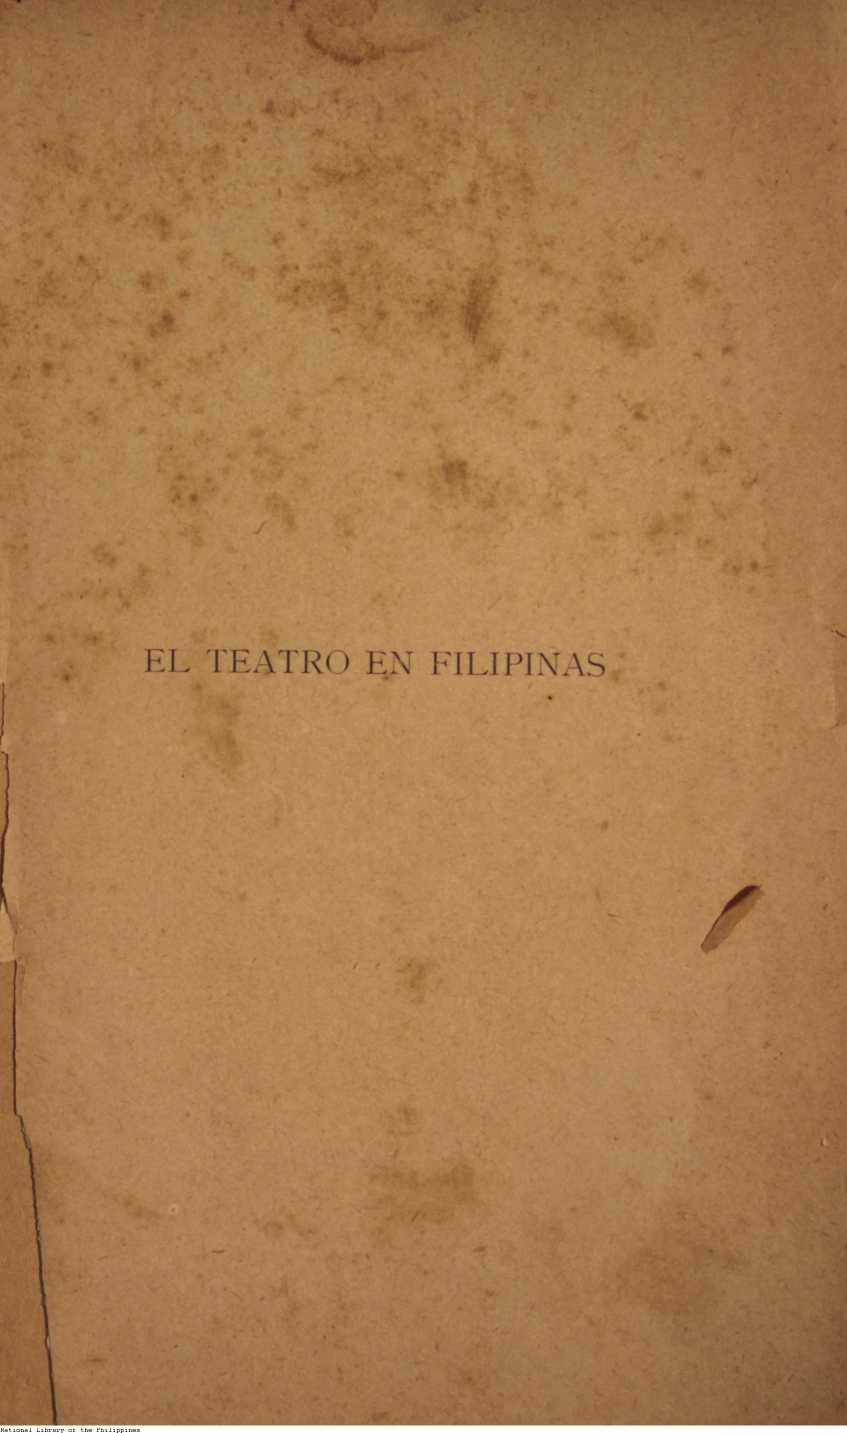 EL TEATRO EN FILIPINAS
National Library of the Philippines